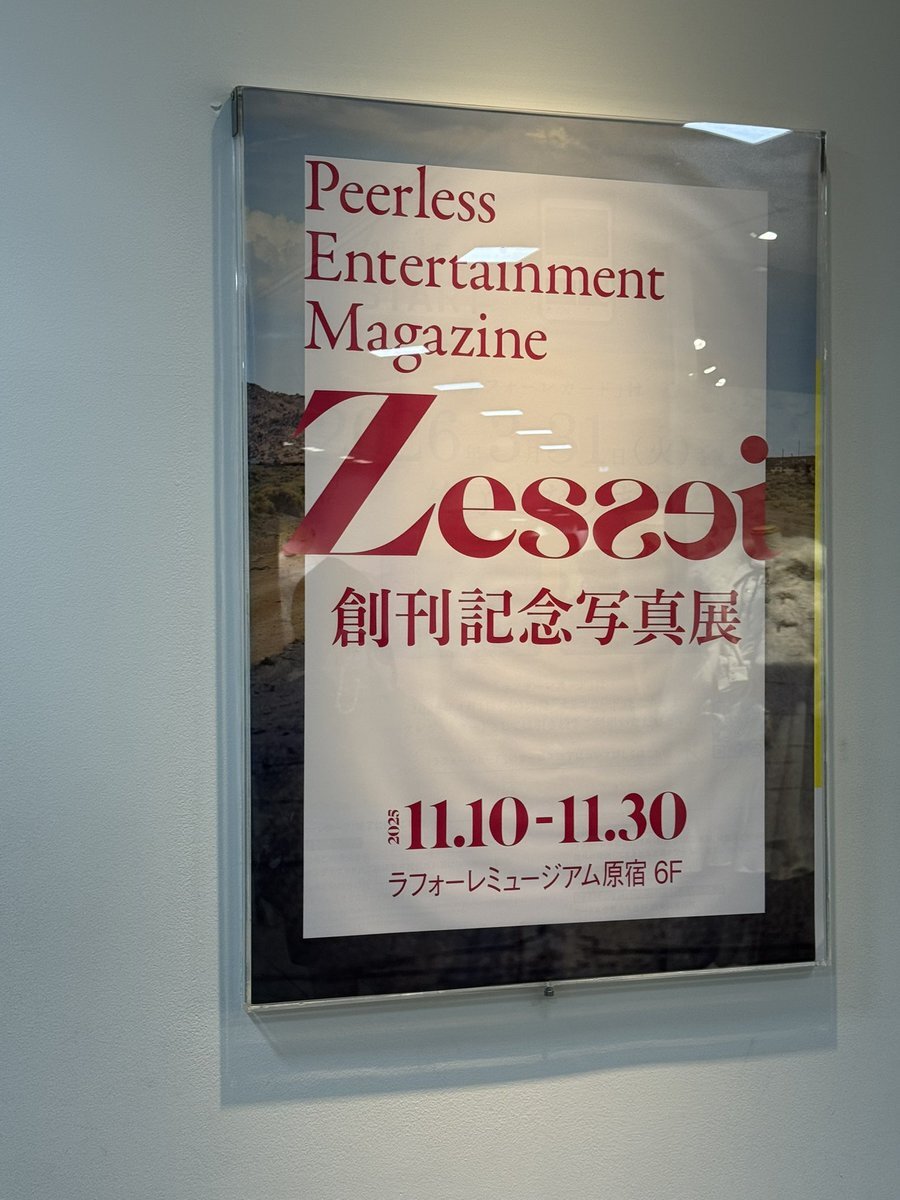 Peerless
Entertainment
Magazine
Zessei
創刊記念写真展
2025 11.10-11.30
ラフォーレミュージアム原宿 6F